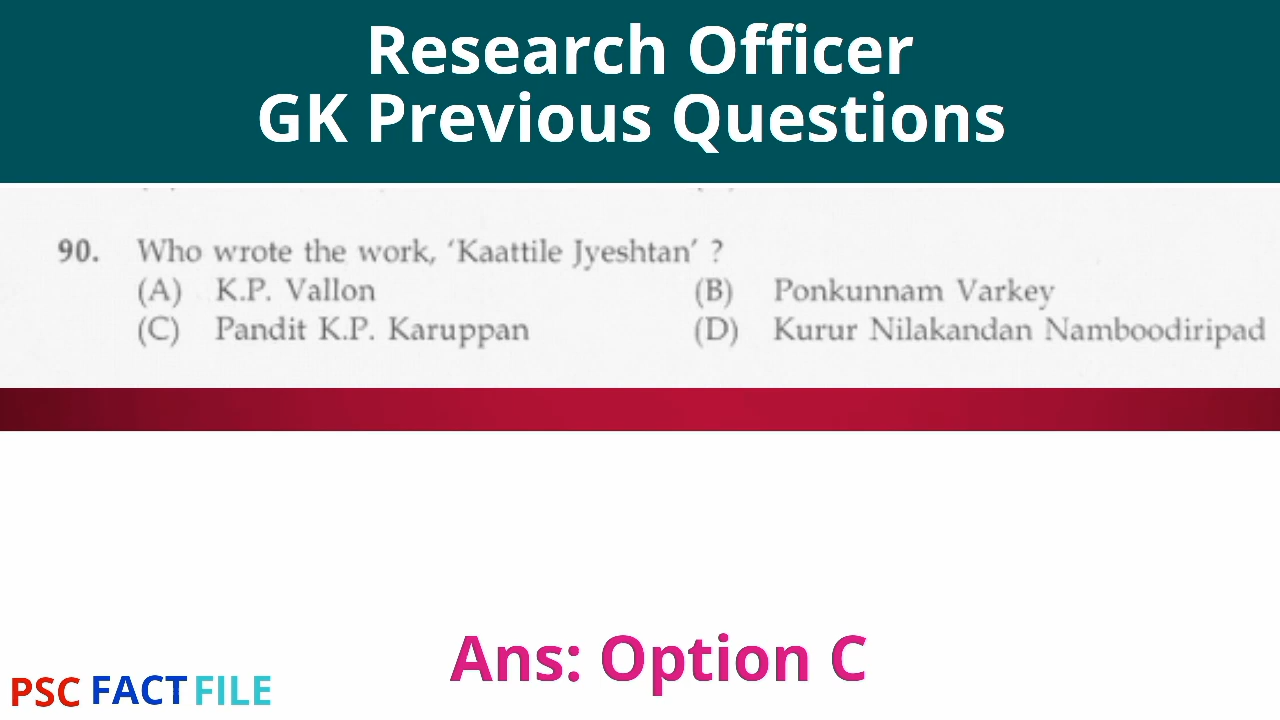 Research Officer
GK Previous Questions
90. Who wrote the work, ‘Kaattile Jyeshtan’ ?
(A) K.P. Vallon (B) Ponkunnam Varkey
(C) Pandit K.P. Karuppan (D) Kurur Nilakandan Namboodiripad
Ans: Option C
PSC FACT FILE